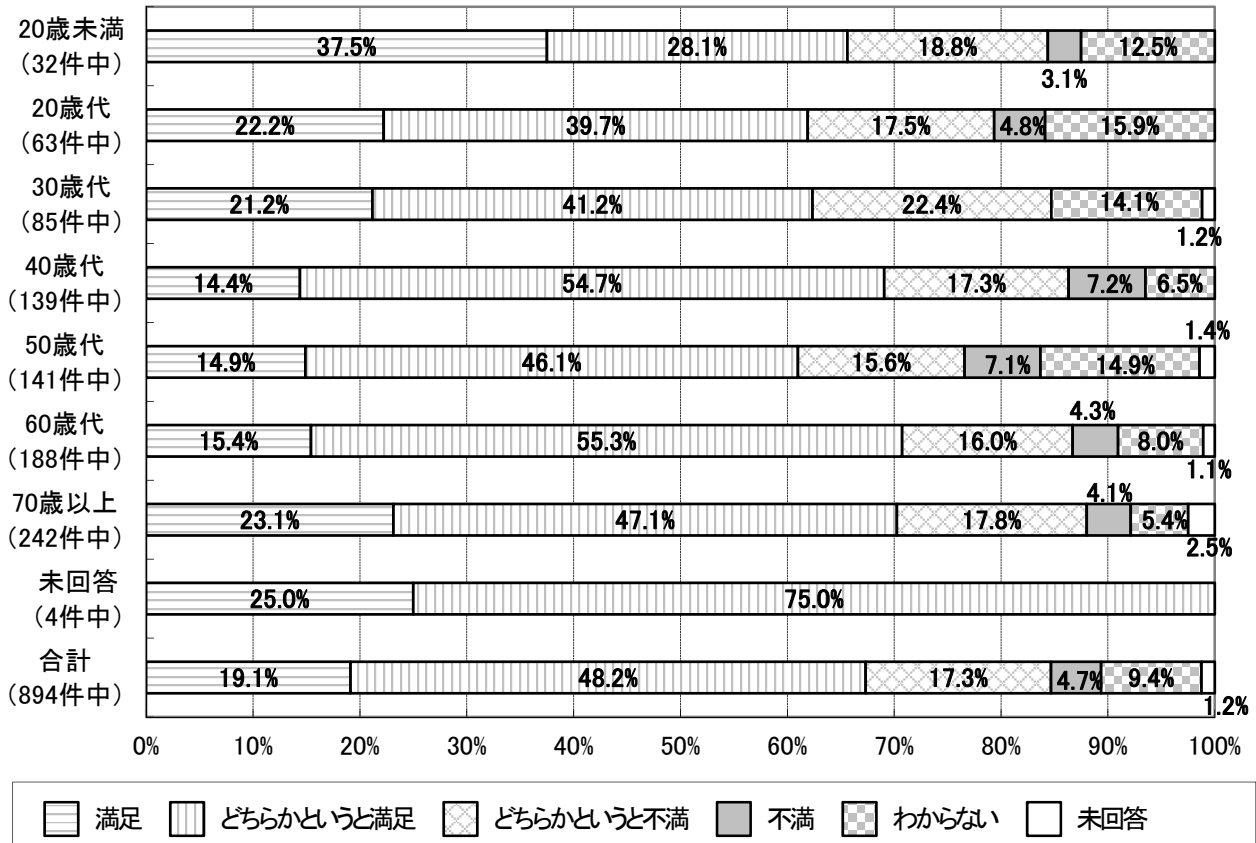 20歳未満
(32件中)
37.5% 28.1% 18.8% 3.1% 12.5%
20歳代
(63件中)
22.2% 39.7% 17.5% 4.8% 15.9%
30歳代
(85件中)
21.2% 41.2% 22.4% 14.1% 1.2%
40歳代
(139件中)
14.4% 54.7% 17.3% 7.2% 6.5%
50歳代
(141件中)
14.9% 46.1% 15.6% 7.1% 14.9% 1.4%
60歳代
(188件中)
15.4% 55.3% 16.0% 4.3% 8.0% 1.1%
70歳以上
(242件中)
23.1% 47.1% 17.8% 4.1% 5.4% 2.5%
未回答
(4件中)
25.0% 75.0%
合計
(894件中)
19.1% 48.2% 17.3% 4.7% 9.4% 1.2%
0% 10% 20% 30% 40% 50% 60% 70% 80% 90% 100%
満足 どちらかというと満足 どちらかというと不満 不満 わからない 未回答